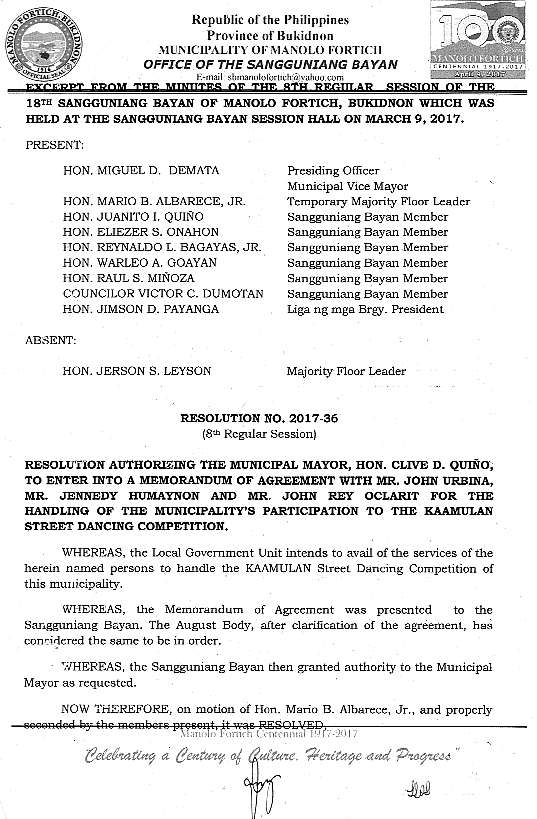 Republic of the Philippines
Province of Bukidnon
MUNICIPALITY OF MANOLO FORTICH
OFFICE OF THE SANGGUNIANG BAYAN
E-mail: sbmanolofortich@yahoo.com
MANOLO FORTICH, BUKIDNON
OFFICIAL SEAL
100
MANOLO FORTICH
CENTENNIAL 1917-2017
EXCERPT FROM THE MINUTES OF THE 8TH REGULAR SESSION OF THE
18TH SANGGUNIANG BAYAN OF MANOLO FORTICH, BUKIDNON WHICH WAS
HELD AT THE SANGGUNIANG BAYAN SESSION HALL ON MARCH 9, 2017.
PRESENT:
HON. MIGUEL D. DEMATA Presiding Officer
Municipal Vice Mayor
HON. MARIO B. ALBARECE, JR. Temporary Majority Floor Leader
HON. JUANITO I. QUIÑO Sangguniang Bayan Member
HON. ELIEZER S. ONAHON Sangguniang Bayan Member
HON. REYNALDO L. BAGAYAS, JR. Sangguniang Bayan Member
HON. WARLEO A. GOAYAN Sangguniang Bayan Member
HON. RAUL S. MIÑOZA Sangguniang Bayan Member
COUNCILOR VICTOR C. DUMOTAN Sangguniang Bayan Member
HON. JIMSON D. PAYANGA Liga ng mga Brgy. President
ABSENT:
HON. JERSON S. LEYSON Majority Floor Leader
RESOLUTION NO. 2017-36
(8th Regular Session)
RESOLUTION AUTHORIZING THE MUNICIPAL MAYOR, HON. CLIVE D. QUIÑO,
TO ENTER INTO A MEMORANDUM OF AGREEMENT WITH MR. JOHN URBINA,
MR. JENNEDY HUMAYNON AND MR. JOHN REY OCLARIT FOR THE
HANDLING OF THE MUNICIPALITY'S PARTICIPATION TO THE KAAMULAN
STREET DANCING COMPETITION.
WHEREAS, the Local Government Unit intends to avail of the services of the
herein named persons to handle the KAAMULAN Street Dancing Competition of
this municipality.
WHEREAS, the Memorandum of Agreement was presented to the
Sangguniang Bayan. The August Body, after clarification of the agreement, has
considered the same to be in order.
WHEREAS, the Sangguniang Bayan then granted authority to the Municipal
Mayor as requested.
NOW THEREFORE, on motion of Hon. Mario B. Albarece, Jr., and properly
seconded by the members present, it was RESOLVED,
Manolo Fortich Centennial 1917-2017
"Celebrating a Century of Culture, Heritage and Progress"